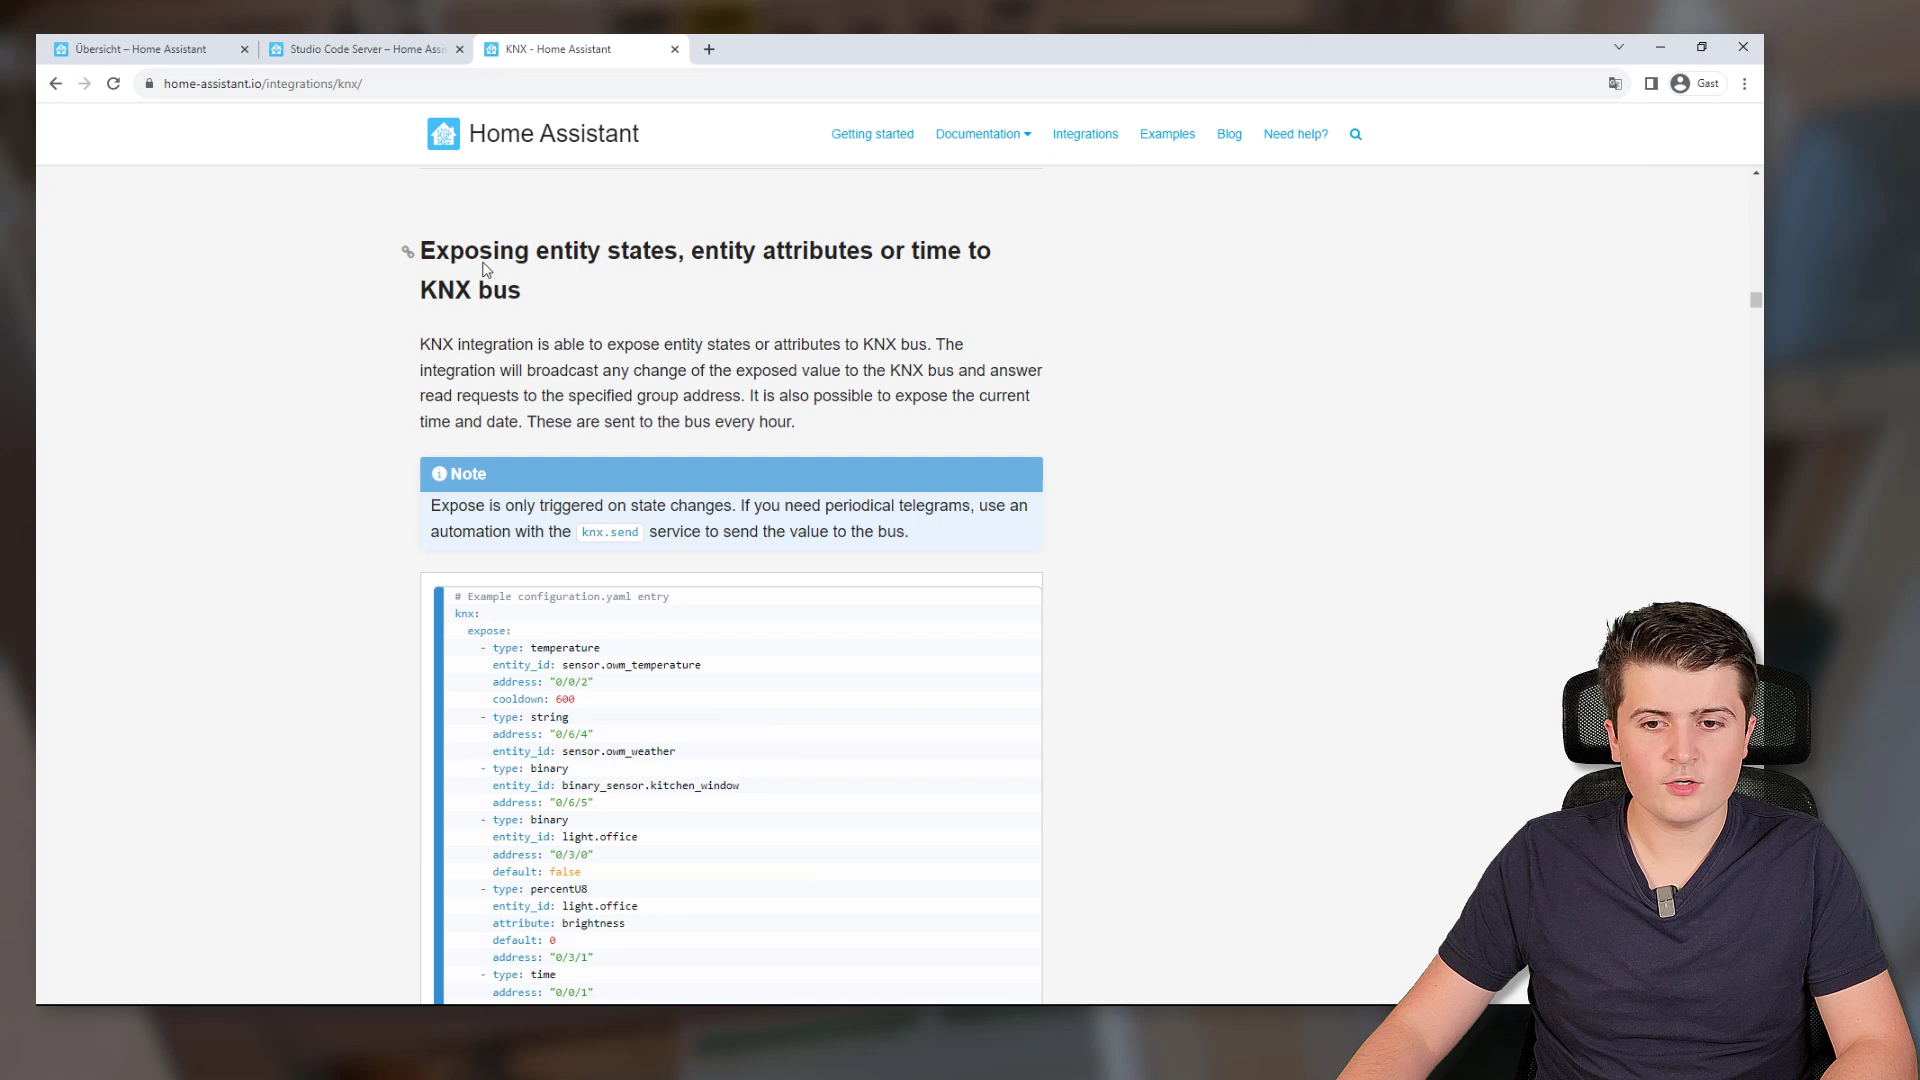 Übersicht – Home Assistant
Studio Code Server – Home Assis
KNX - Home Assistant
home-assistant.io/integrations/knx/
Gast
Home Assistant
Getting started
Documentation
Integrations
Examples
Blog
Need help?
Exposing entity states, entity attributes or time to
KNX bus
KNX integration is able to expose entity states or attributes to KNX bus. The
integration will broadcast any change of the exposed value to the KNX bus and answer
read requests to the specified group address. It is also possible to expose the current
time and date. These are sent to the bus every hour.
Note
Expose is only triggered on state changes. If you need periodical telegrams, use an
automation with the knx.send service to send the value to the bus.
# Example configuration.yaml entry
knx:
expose:
- type: temperature
entity_id: sensor.owm_temperature
address: "0/0/2"
cooldown: 600
- type: string
address: "0/6/4"
entity_id: sensor.owm_weather
- type: binary
entity_id: binary_sensor.kitchen_window
address: "0/6/5"
- type: binary
entity_id: light.office
address: "0/3/0"
default: false
- type: percentU8
entity_id: light.office
attribute: brightness
default: 0
address: "0/3/1"
- type: time
address: "0/0/1"